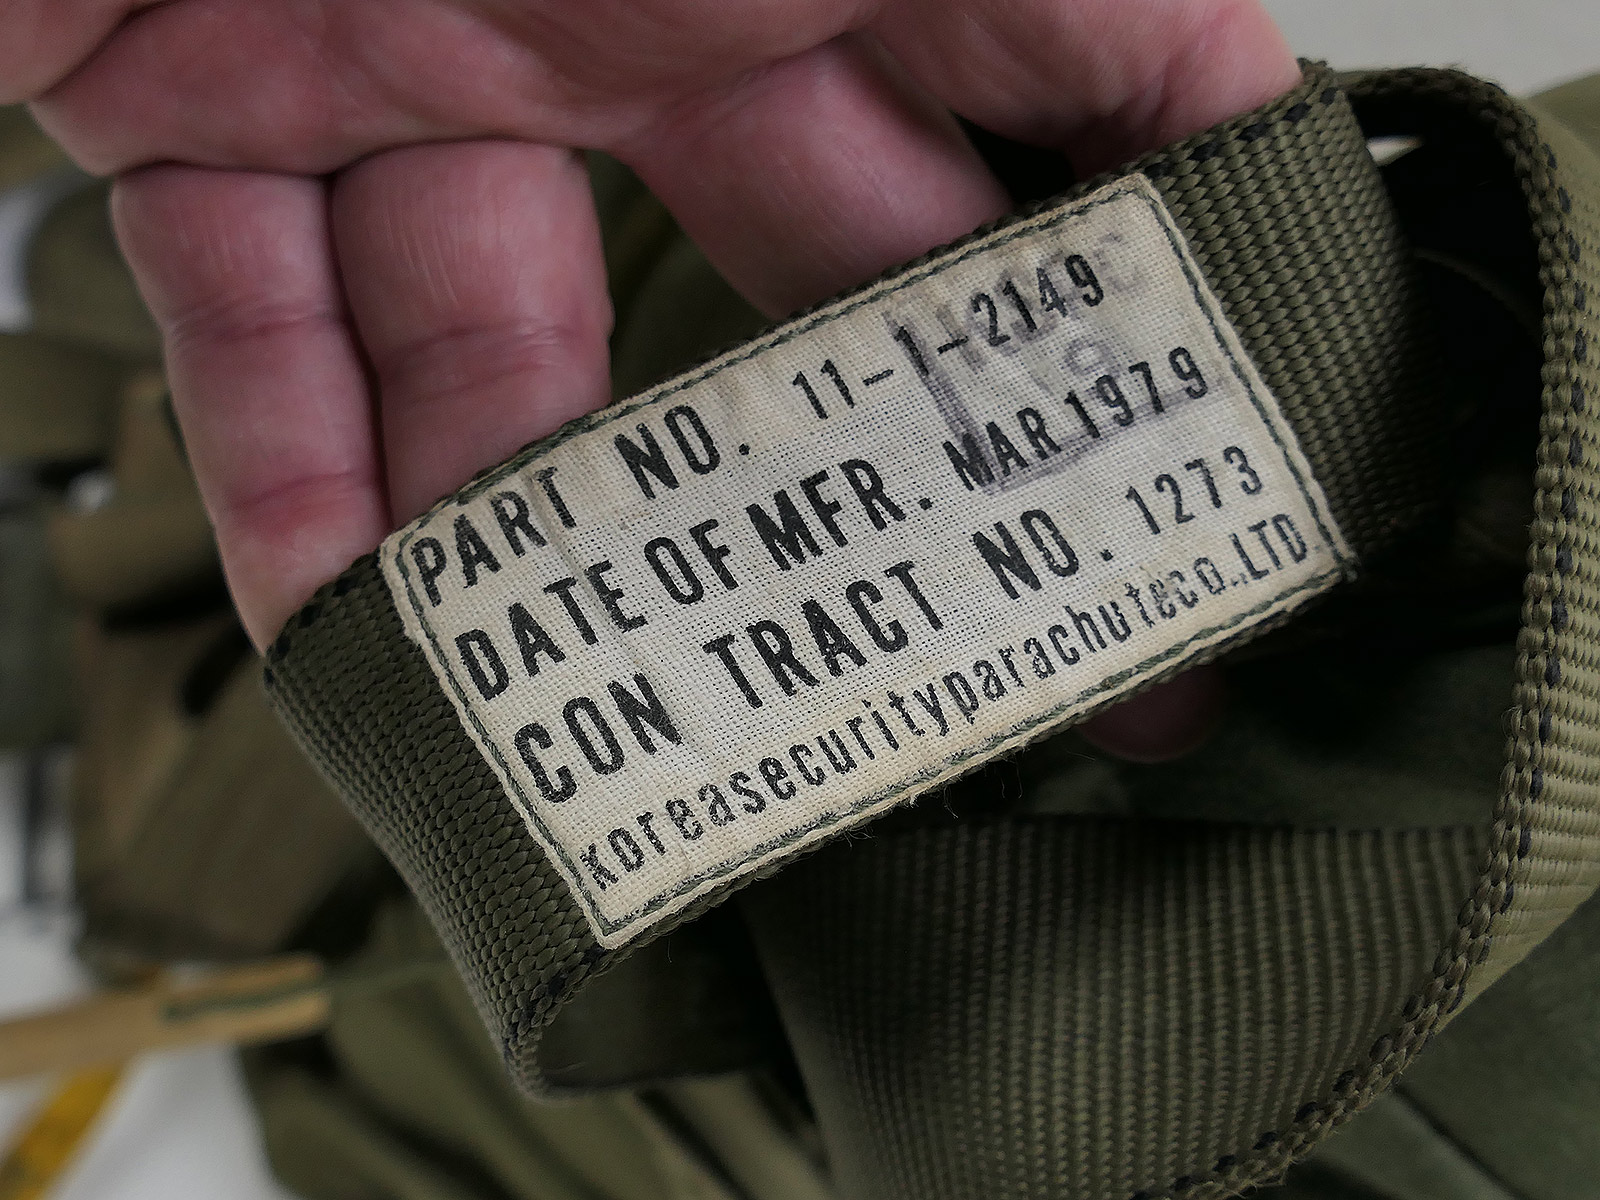 PART NO. 11-1-2149
DATE OF MFR. MAR 1979
CON TRACT NO. 1273
koreasecurityparachuteco.,LTD